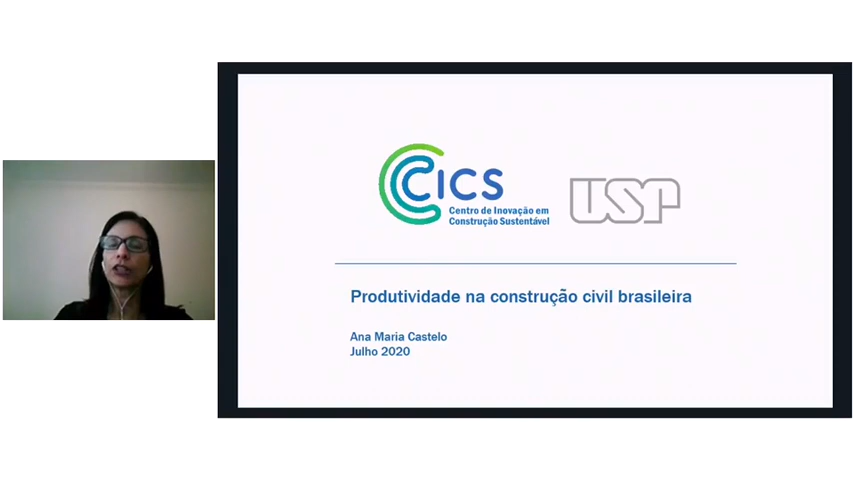 CICS
Centro de Inovação em
Construção Sustentável
USP
Produtividade na construção civil brasileira
Ana Maria Castelo
Julho 2020